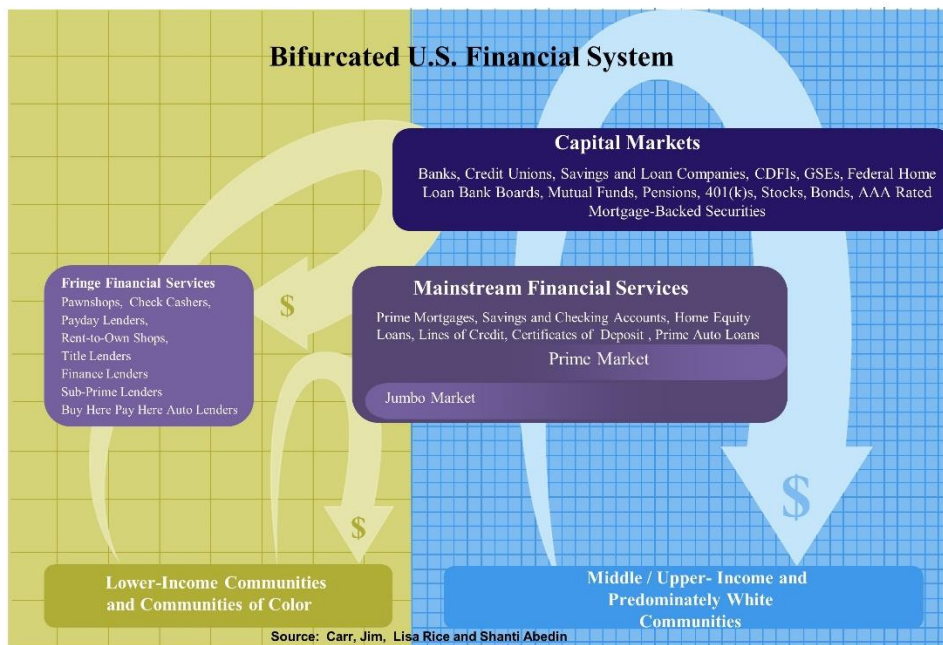 Bifurcated U.S. Financial System
Capital Markets
Banks, Credit Unions, Savings and Loan Companies, CDFIs, GSEs, Federal Home
Loan Bank Boards, Mutual Funds, Pensions, 401(k)s, Stocks, Bonds, AAA Rated
Mortgage-Backed Securities
Fringe Financial Services
Pawnshops, Check Cashers,
Payday Lenders,
Rent-to-Own Shops,
Title Lenders
Finance Lenders
Sub-Prime Lenders
Buy Here Pay Here Auto Lenders
$
Mainstream Financial Services
Prime Mortgages, Savings and Checking Accounts, Home Equity
Loans, Lines of Credit, Certificates of Deposit , Prime Auto Loans
Prime Market
Jumbo Market
$
$
Lower-Income Communities
and Communities of Color
Middle / Upper- Income and
Predominately White
Communities
Source: Carr, Jim, Lisa Rice and Shanti Abedin